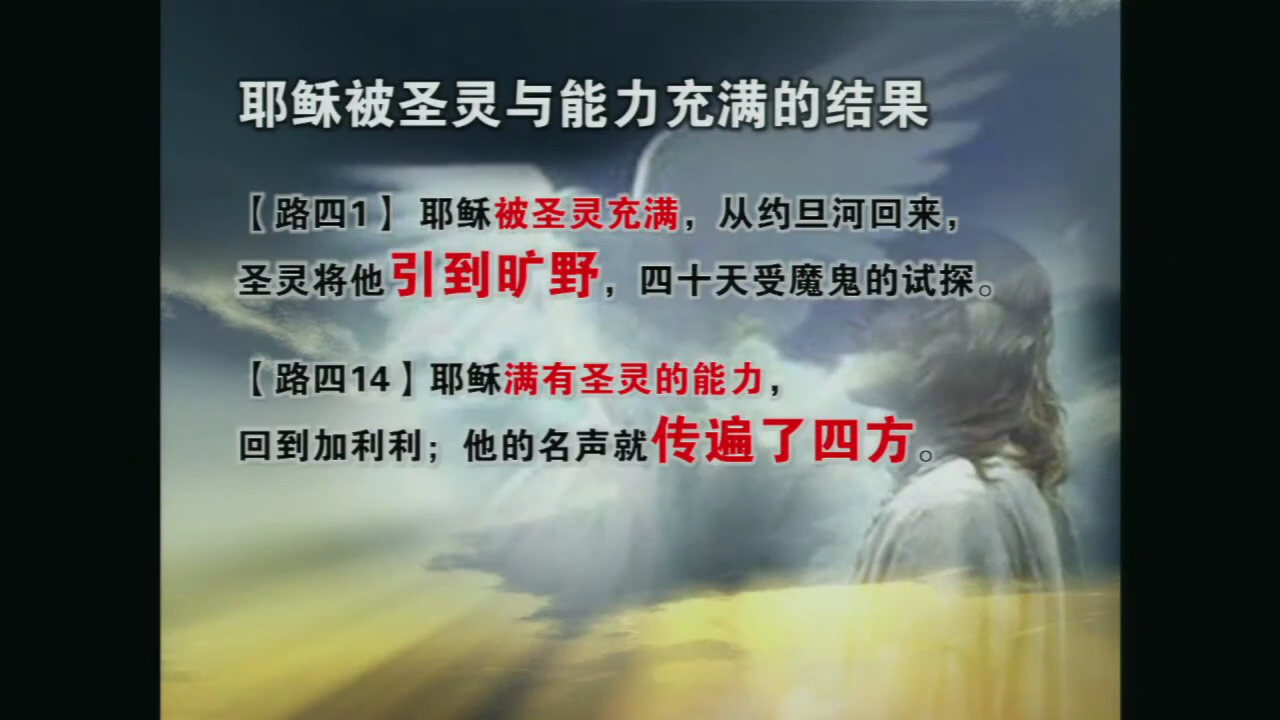 耶稣被圣灵与能力充满的结果
【路四1】 耶稣被圣灵充满，从约旦河回来，
圣灵将他引到旷野，四十天受魔鬼的试探。
【路四14】耶稣满有圣灵的能力，
回到加利利；他的名声就传遍了四方。